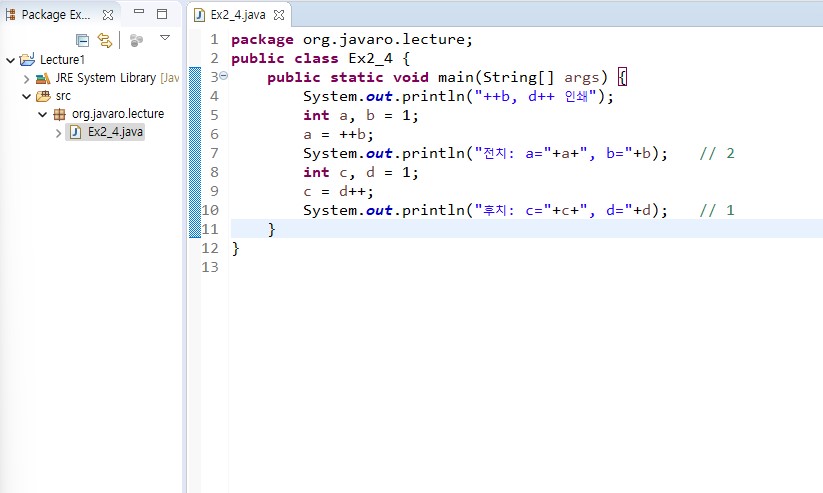 Package Ex...
Lecture1
JRE System Library [Jav
src
org.javaro.lecture
Ex2_4.java
Ex2_4.java
1 package org.javaro.lecture;
2 public class Ex2_4 {
3 public static void main(String[] args) {
4 System.out.println("++b, d++ 인쇄");
5 int a, b = 1;
6 a = ++b;
7 System.out.println("전치: a="+a+", b="+b); // 2
8 int c, d = 1;
9 c = d++;
10 System.out.println("후치: c="+c+", d="+d); // 1
11 }
12 }
13